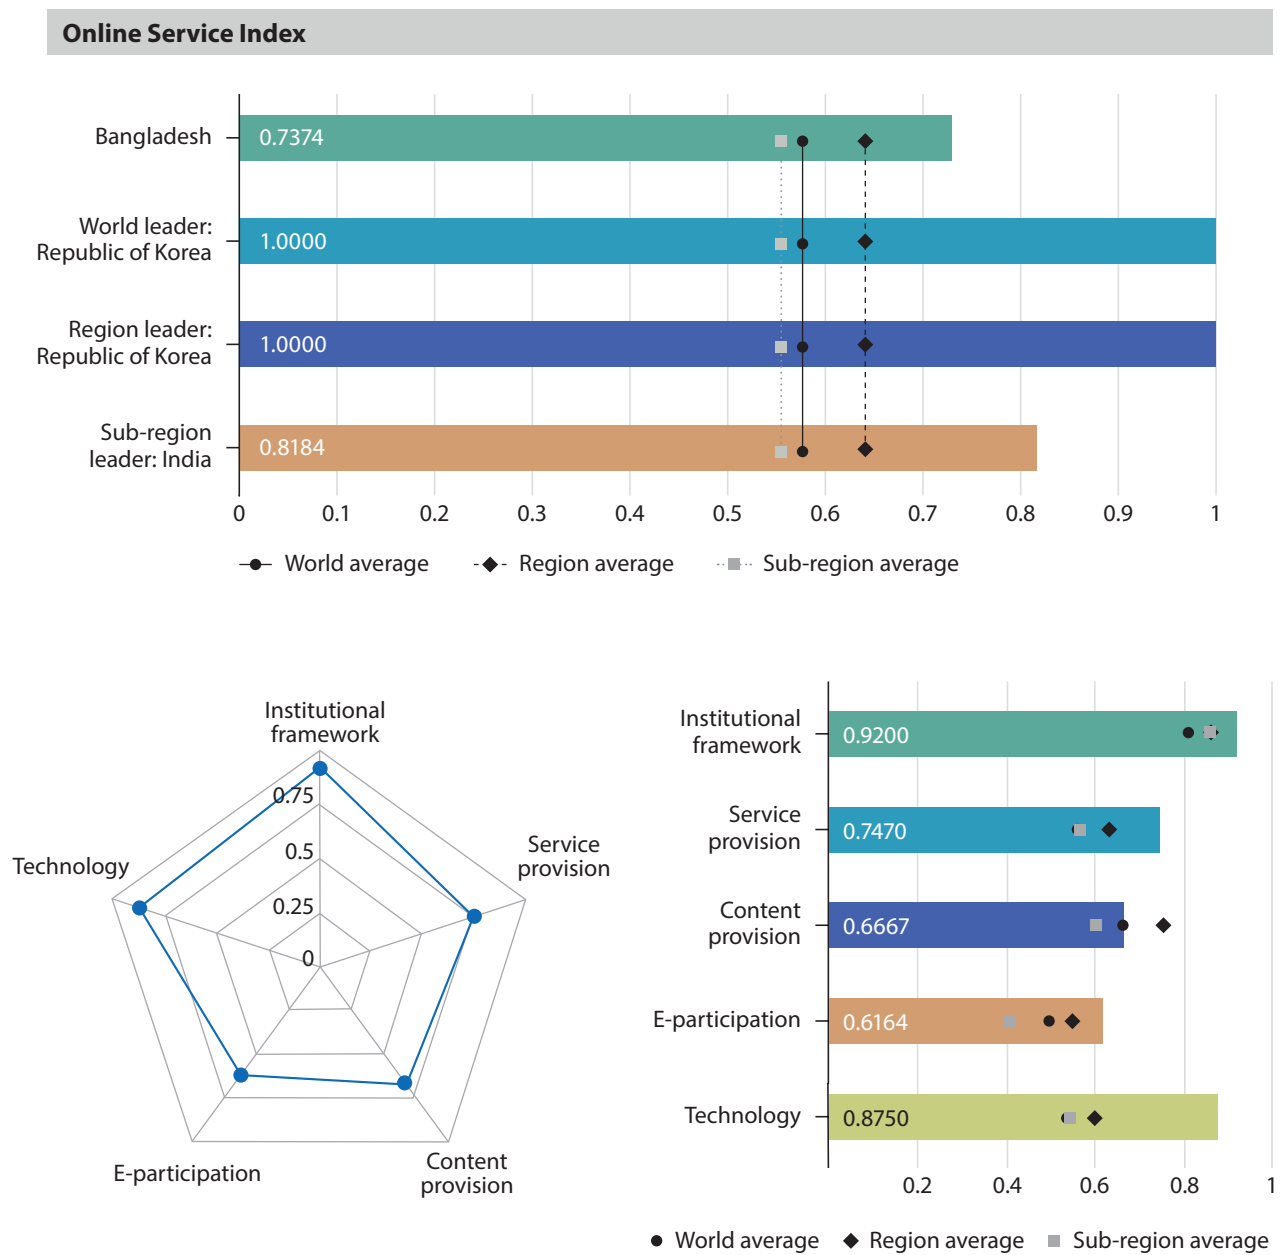 Online Service Index
Bangladesh
0.7374
World leader:
Republic of Korea
1.0000
Region leader:
Republic of Korea
1.0000
Sub-region
leader: India
0.8184
0 0.1 0.2 0.3 0.4 0.5 0.6 0.7 0.8 0.9 1
World average Region average Sub-region average
Institutional
framework
0.75
0.5
0.25
0
Service
provision
Technology
E-participation
Content
provision
Institutional
framework
0.9200
Service
provision
0.7470
Content
provision
0.6667
E-participation
0.6164
Technology
0.8750
0.2 0.4 0.6 0.8 1
World average Region average Sub-region average